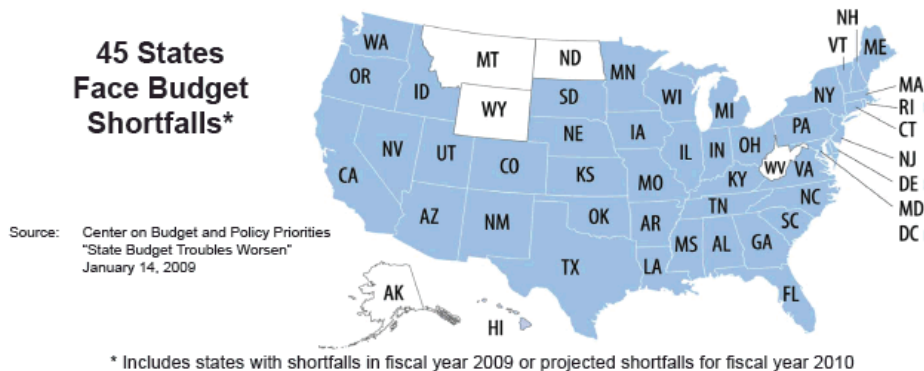 45 States
Face Budget
Shortfalls*
Source: Center on Budget and Policy Priorities
"State Budget Troubles Worsen"
January 14, 2009
WA
OR
ID
MT
ND
WY
MN
SD
WI
MI
NE
IA
NV
UT
CO
CA
KS
MO
IL
IN
OH
KY
WV
VA
PA
NY
VT
NH
ME
MA
RI
CT
NJ
DE
MD
DC
AZ
NM
OK
AR
TN
NC
SC
MS
AL
GA
TX
LA
FL
AK
HI
* Includes states with shortfalls in fiscal year 2009 or projected shortfalls for fiscal year 2010